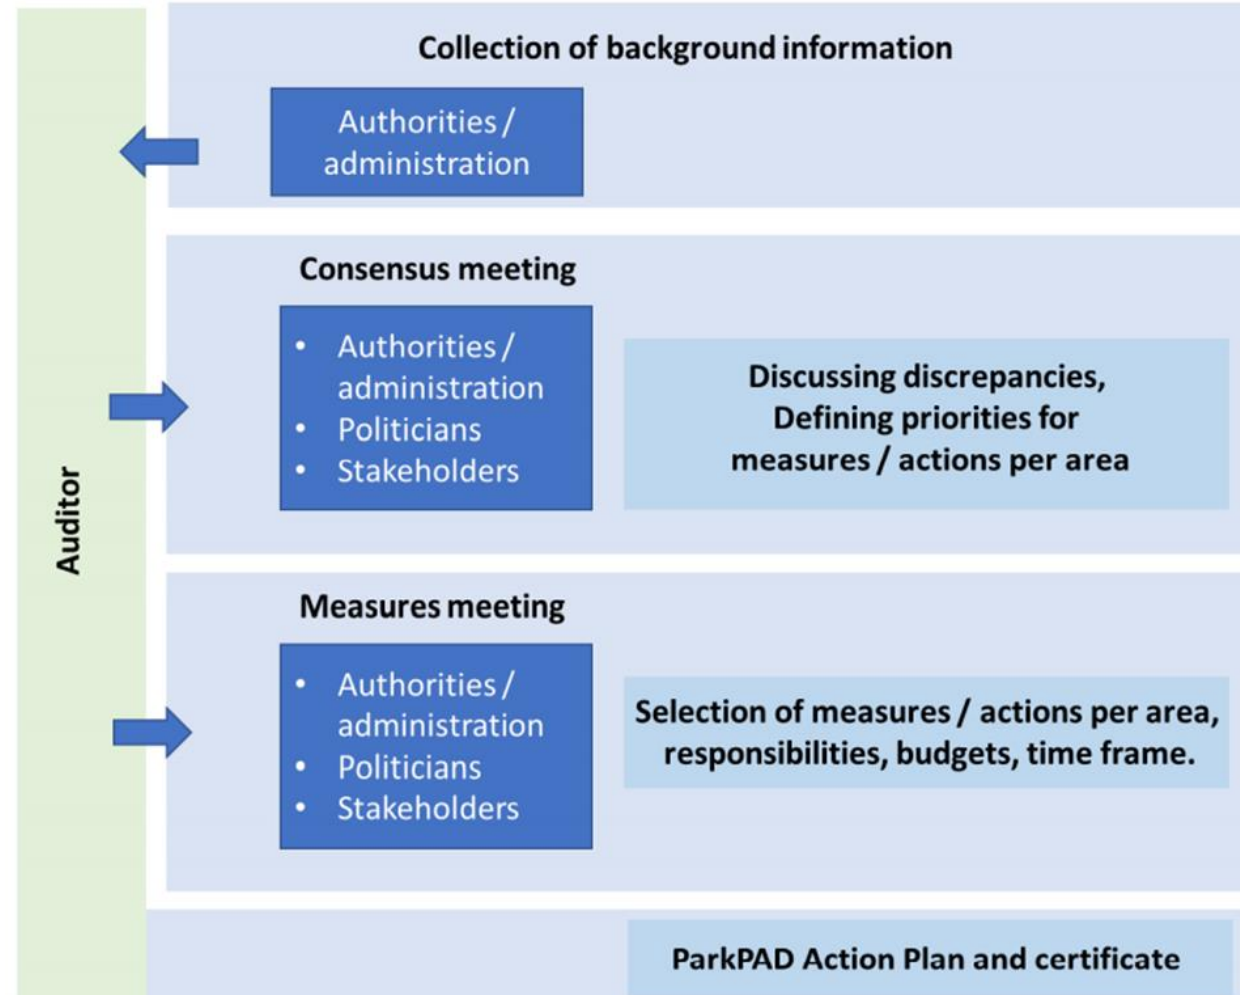 Collection of background information
Authorities /
administration
Consensus meeting
• Authorities /
administration
• Politicians
• Stakeholders
Discussing discrepancies,
Defining priorities for
measures / actions per area
Auditor
Measures meeting
• Authorities /
administration
• Politicians
• Stakeholders
Selection of measures / actions per area,
responsibilities, budgets, time frame.
ParkPAD Action Plan and certificate